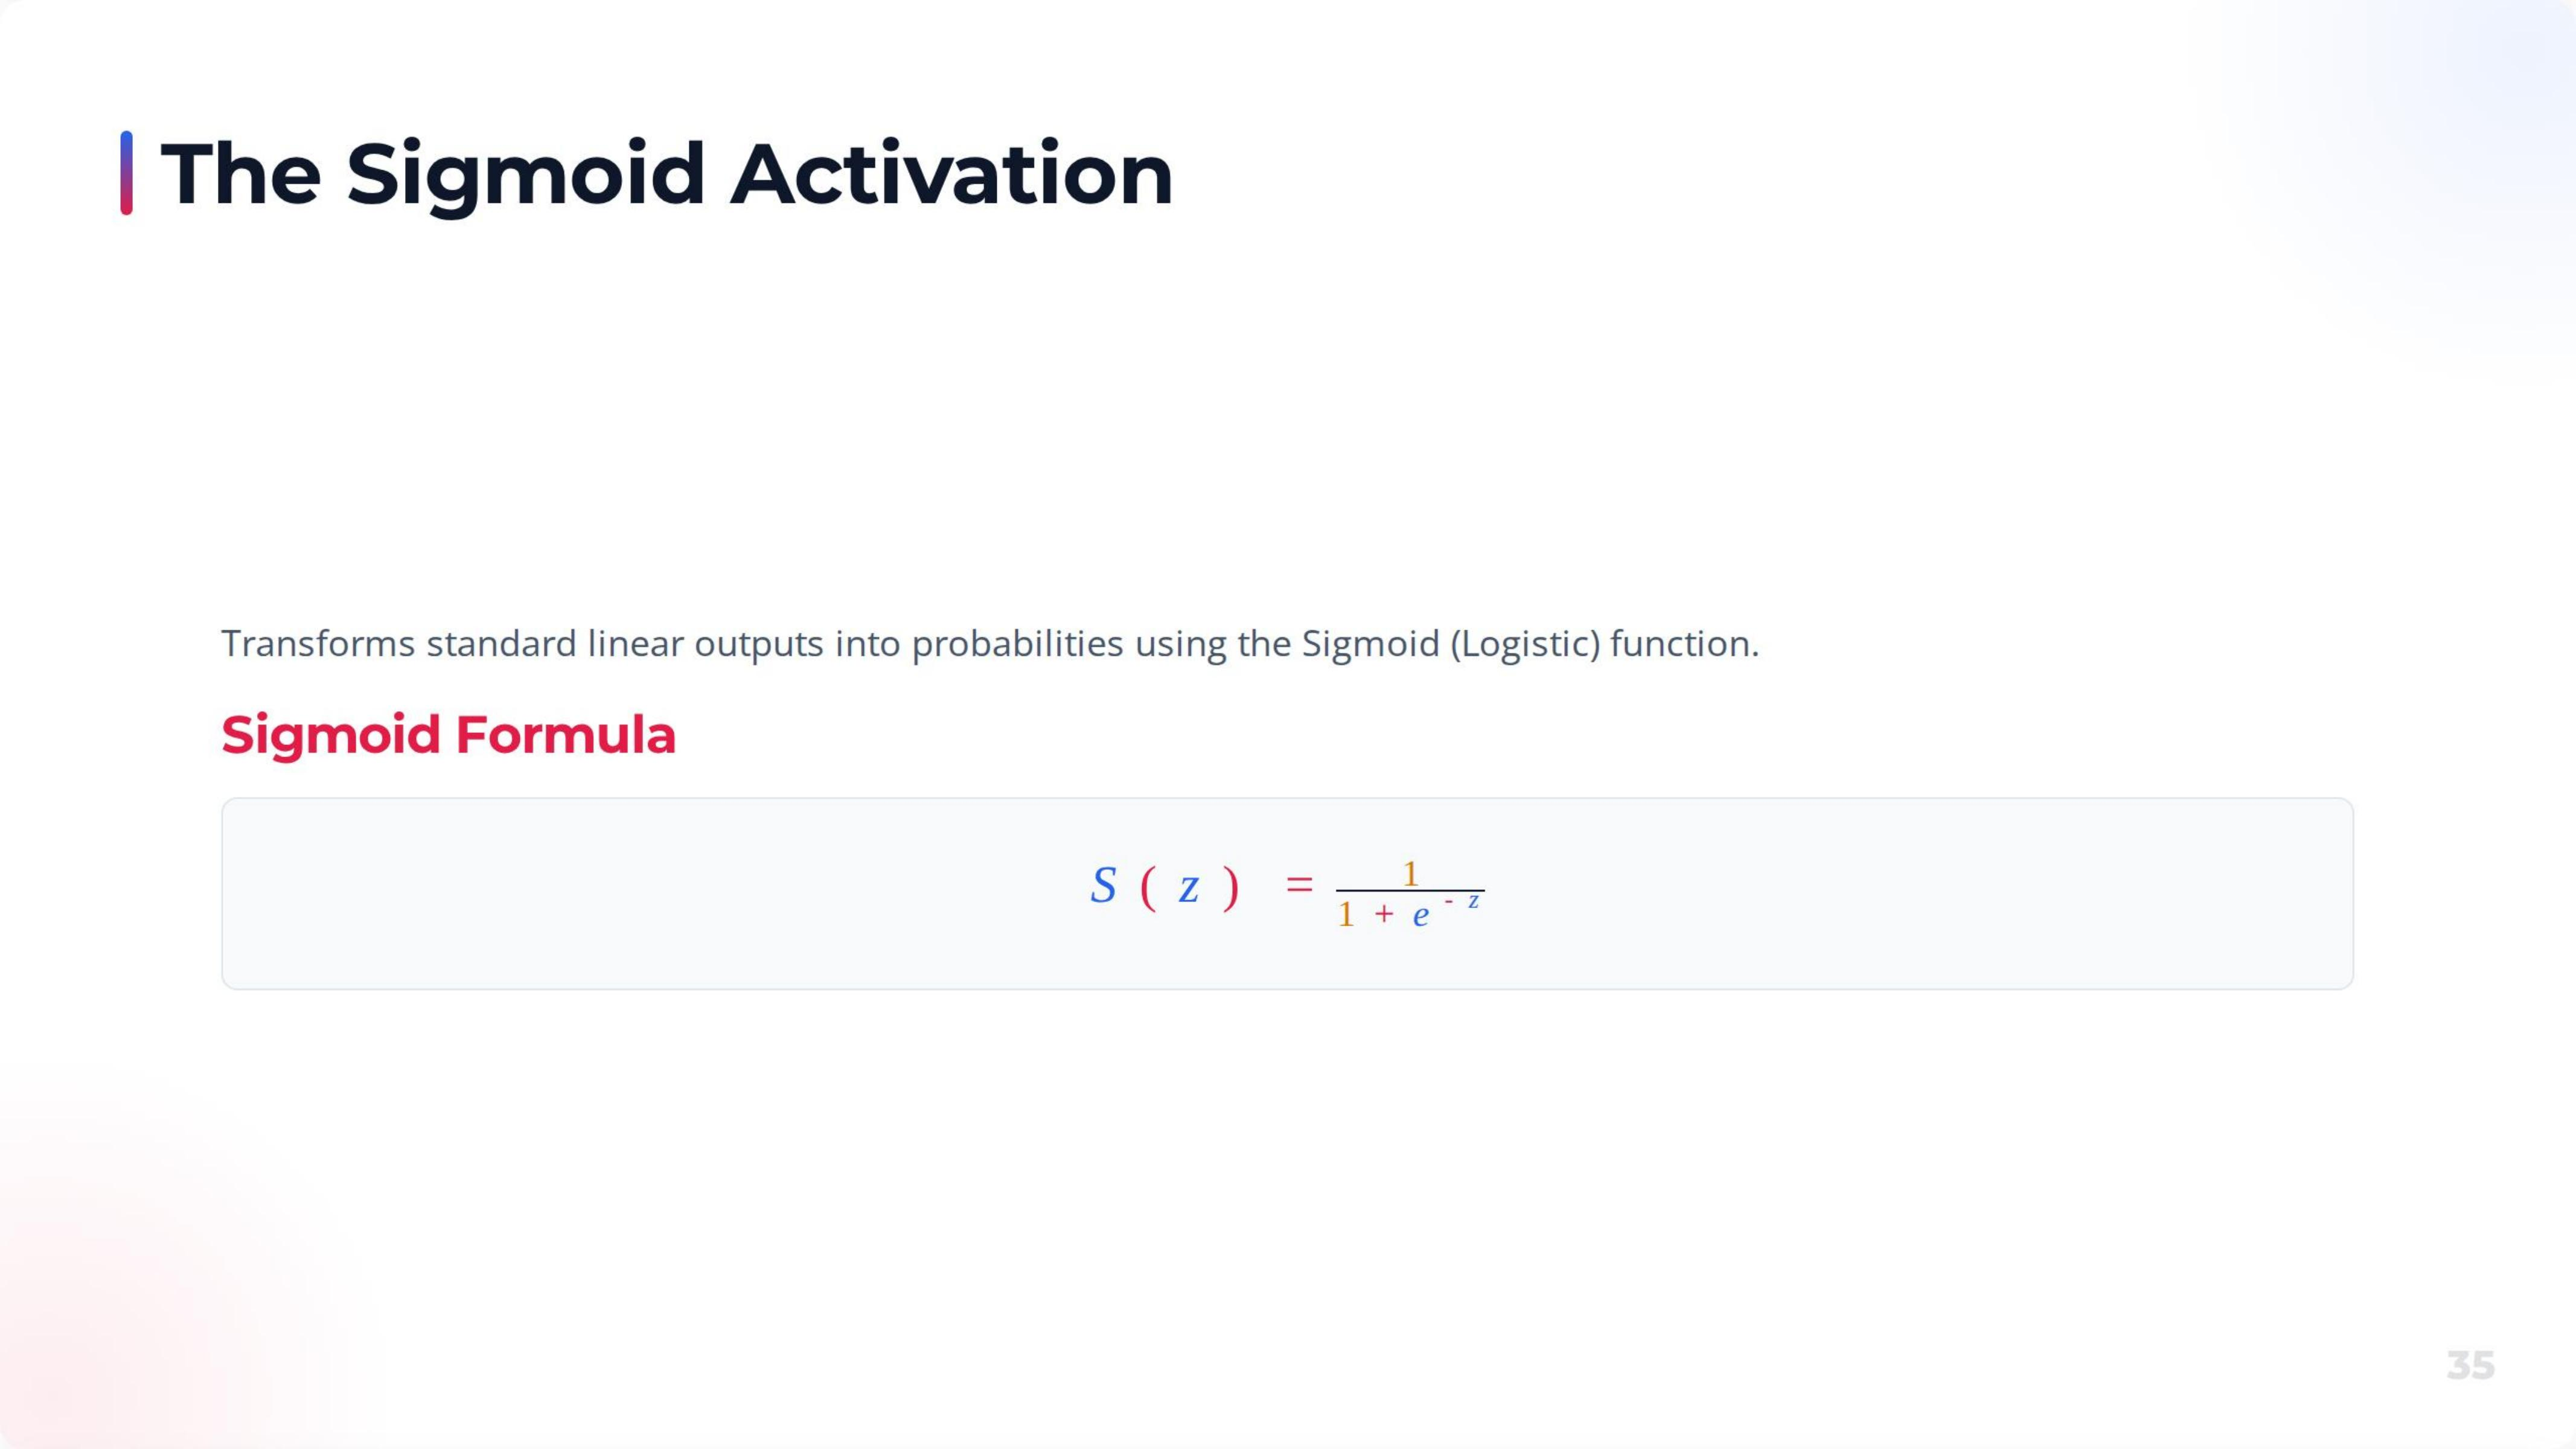 The Sigmoid Activation
Transforms standard linear outputs into probabilities using the Sigmoid (Logistic) function.
Sigmoid Formula
S ( z ) = 1 / 1 + e ^ - z
35